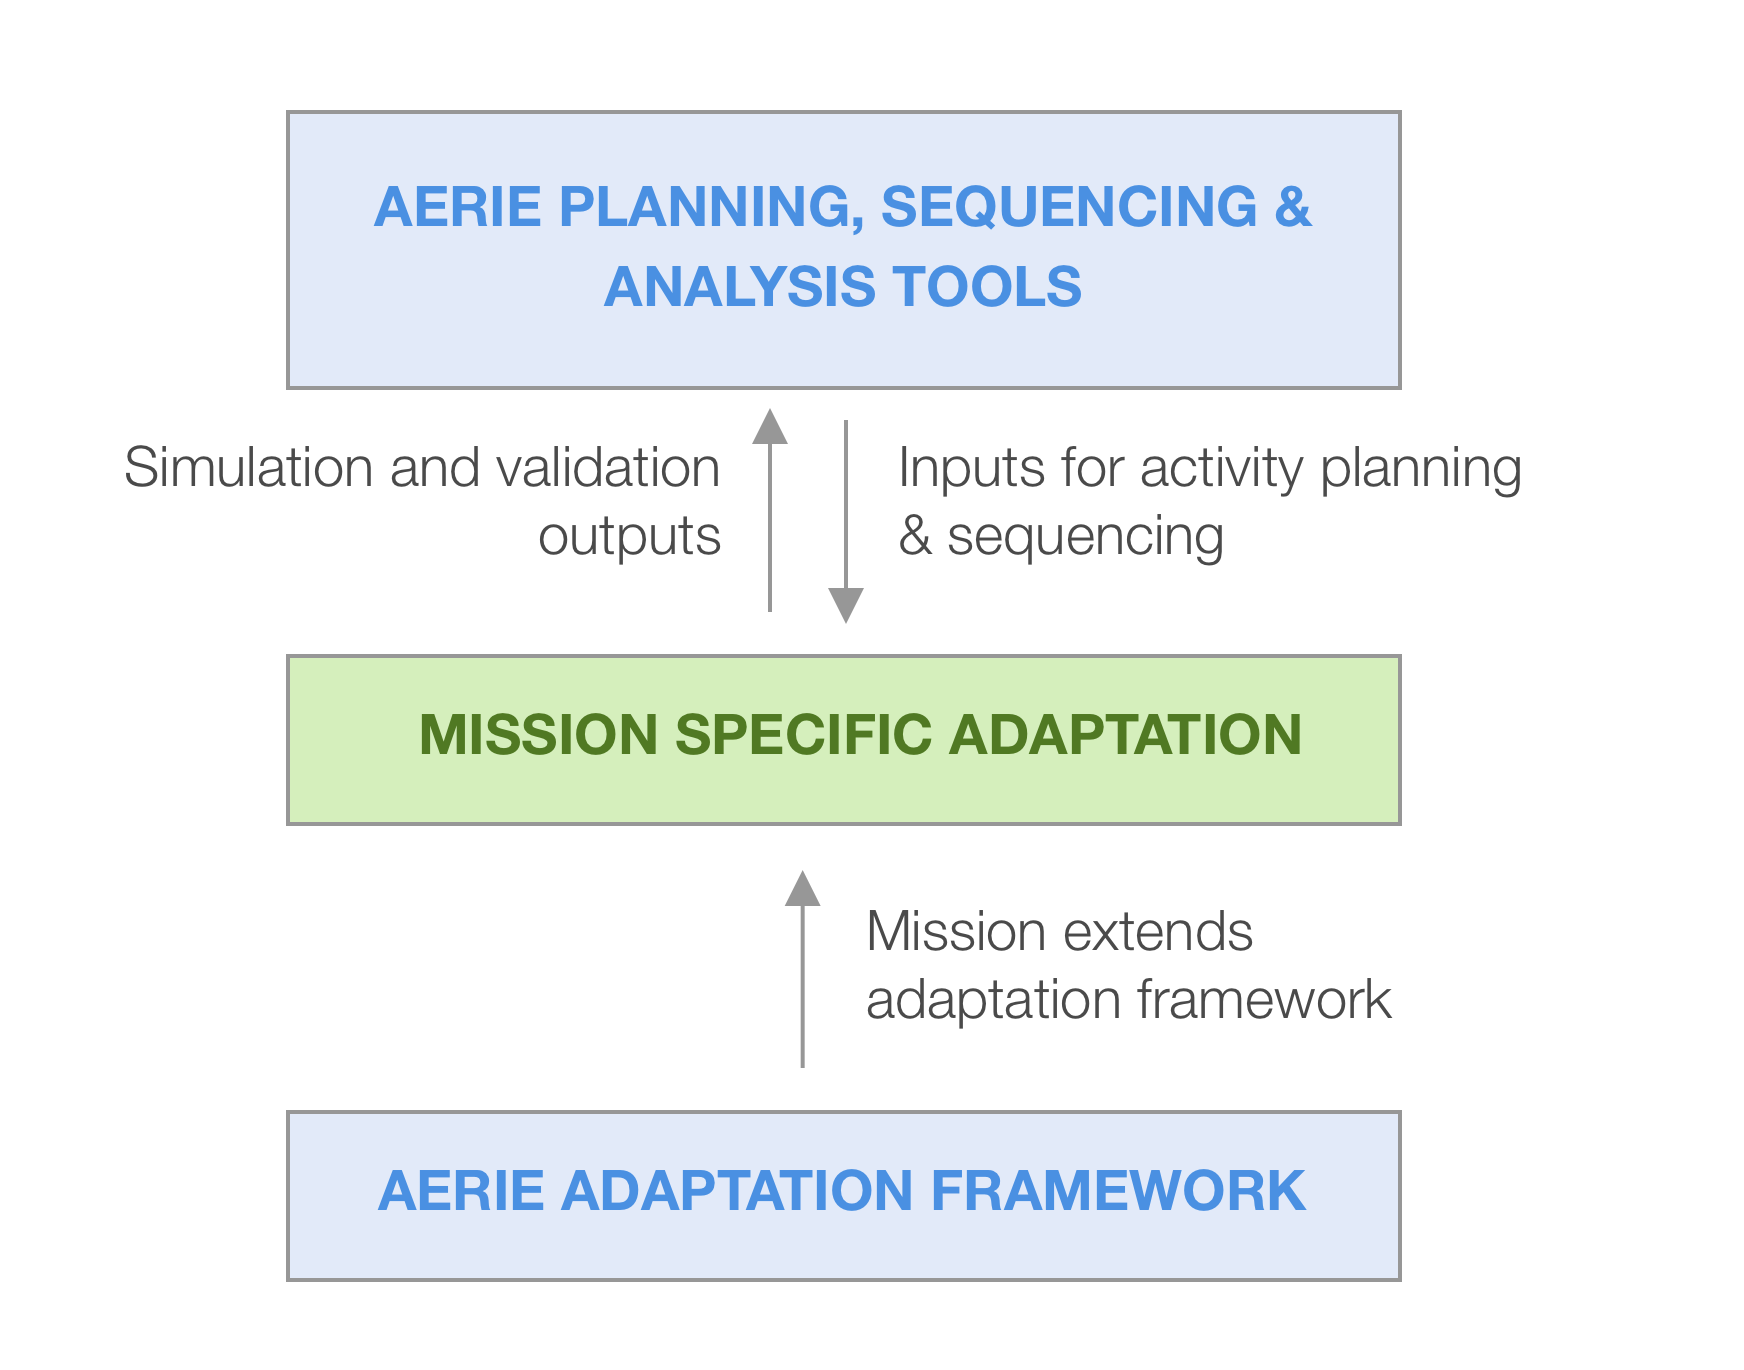 AERIE PLANNING, SEQUENCING &
ANALYSIS TOOLS
Simulation and validation
outputs
Inputs for activity planning
& sequencing
MISSION SPECIFIC ADAPTATION
Mission extends
adaptation framework
AERIE ADAPTATION FRAMEWORK